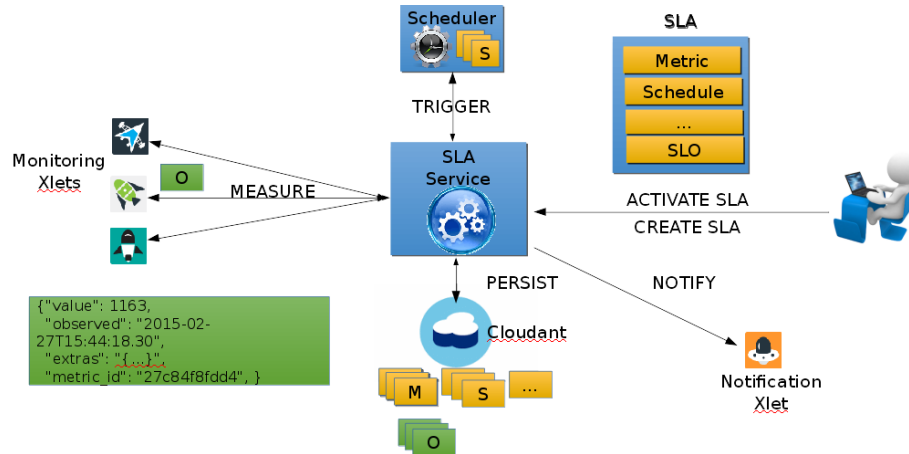 Scheduler
S
TRIGGER
SLA
Metric
Schedule
...
SLO
Monitoring
Xlets
O
MEASURE
SLA
Service
ACTIVATE SLA
CREATE SLA
PERSIST
NOTIFY
{"value": 1163,
"observed": "2015-02-
27T15:44:18.30",
"extras": "{...}",
"metric_id": "27c84f8fdd4", }
Cloudant
M
S
...
O
Notification
Xlet